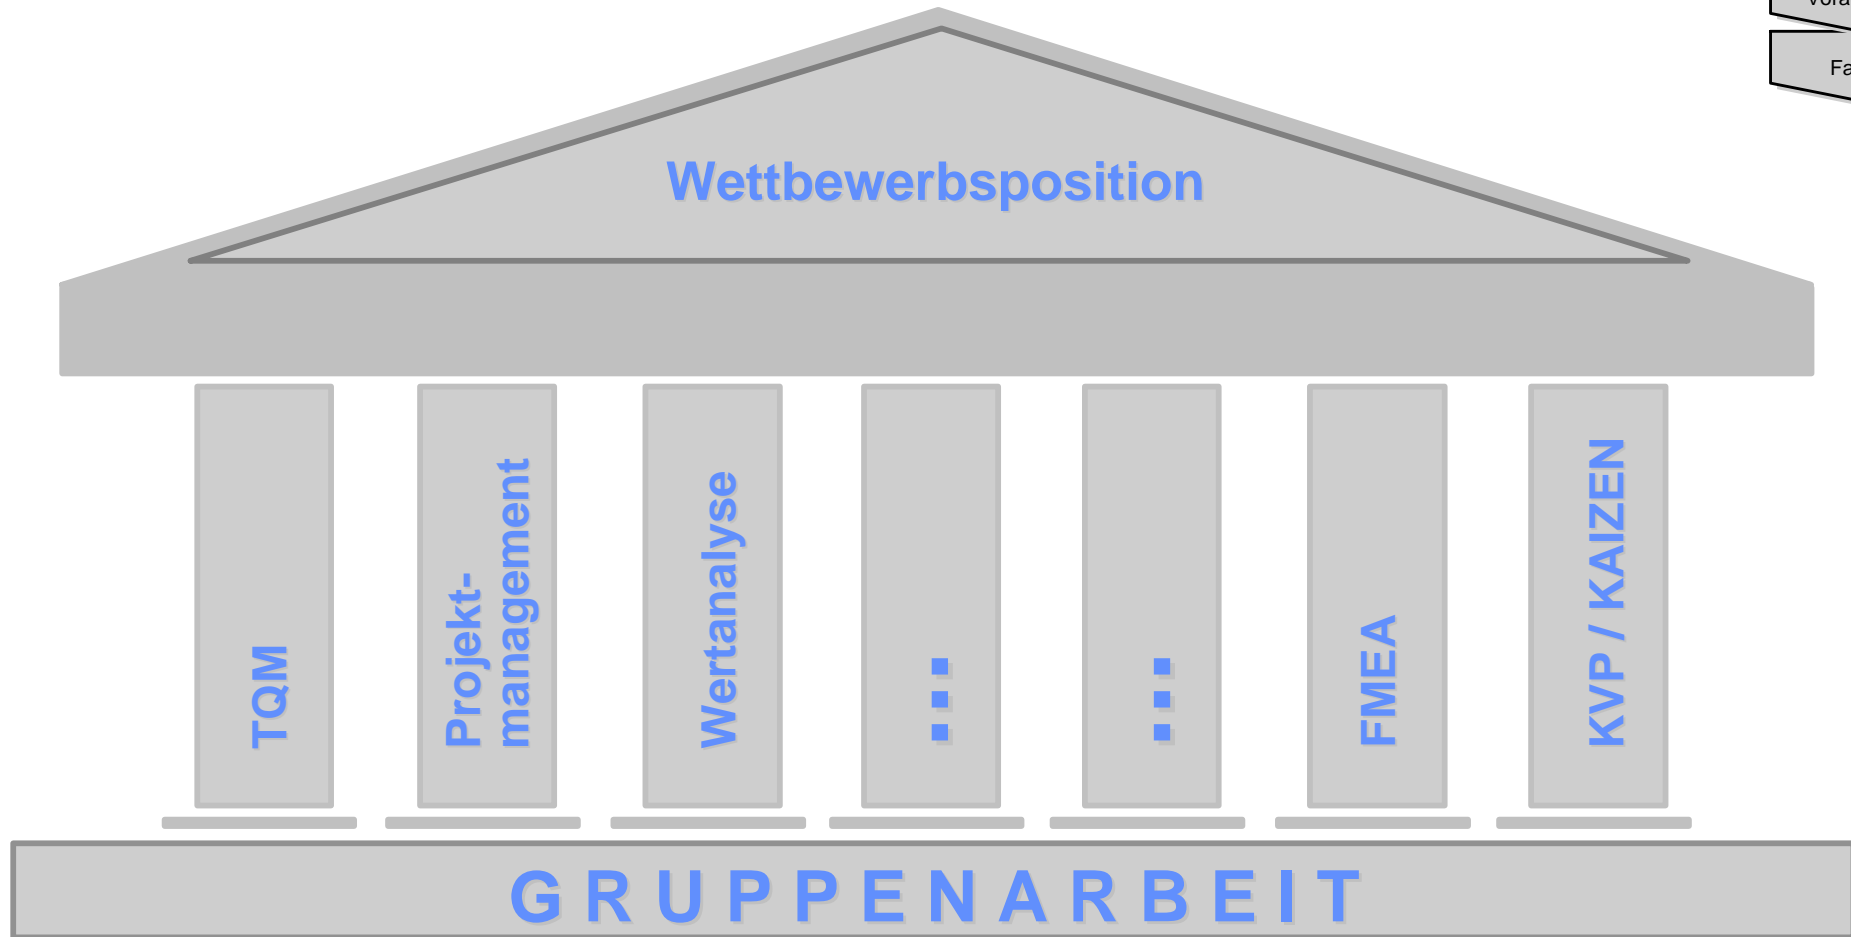 Wettbewerbsposition
TQM
Projekt-
management
Wertanalyse
...
...
FMEA
KVP / KAIZEN
GRUPPENARBEIT